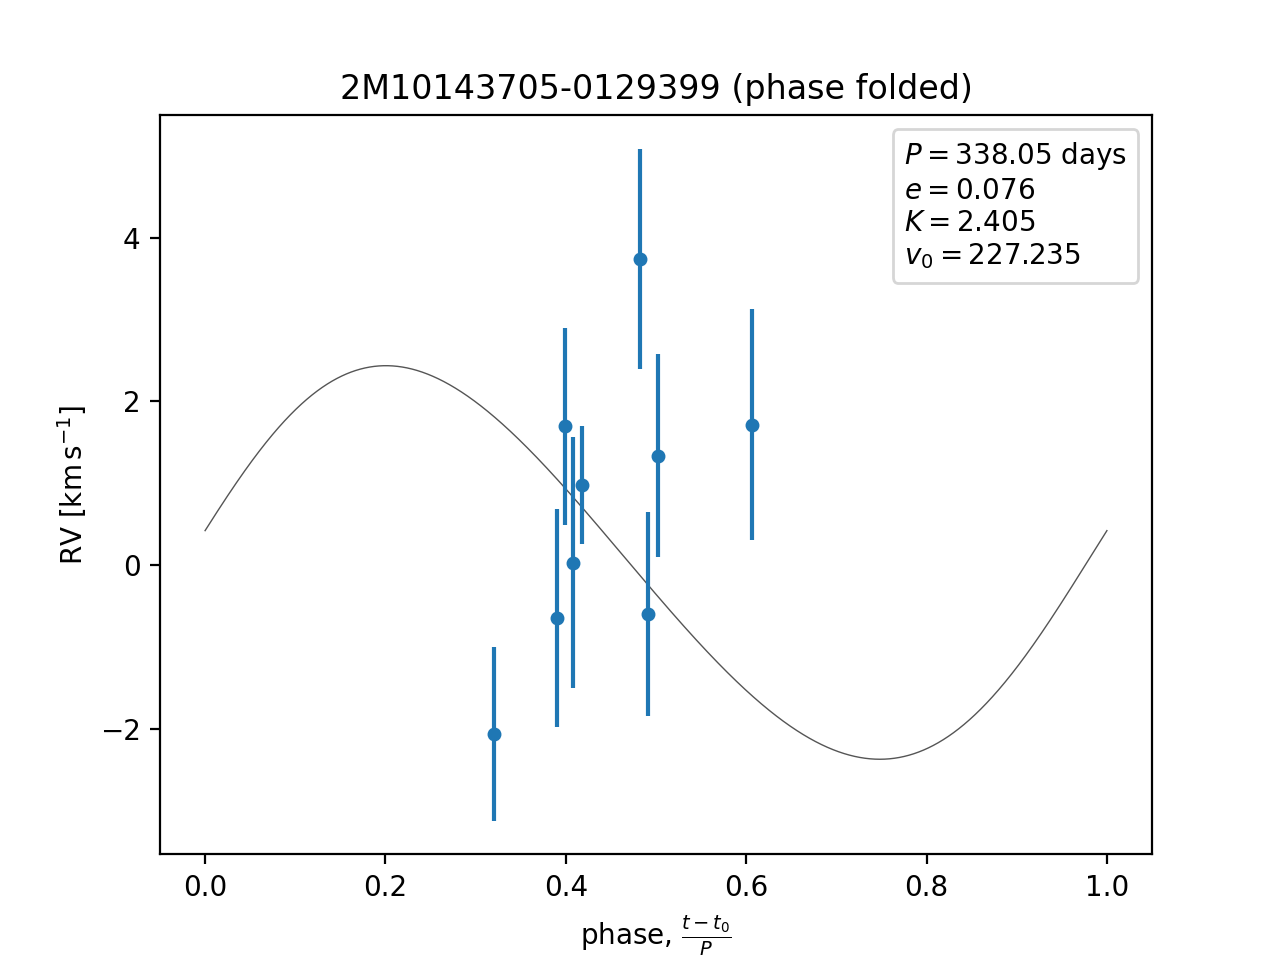 2M10143705-0129399 (phase folded)
P = 338.05 days
e = 0.076
K = 2.405
v₀ = 227.235
RV [km s⁻¹]
4
2
0
−2
0.0 0.2 0.4 0.6 0.8 1.0
phase, (t − t₀)/P